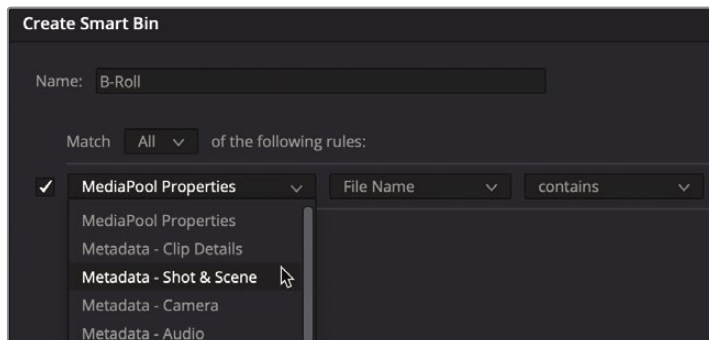 Create Smart Bin
Name: B-Roll
Match All of the following rules:
MediaPool Properties File Name contains
MediaPool Properties
Metadata - Clip Details
Metadata - Shot & Scene
Metadata - Camera
Metadata - Audio